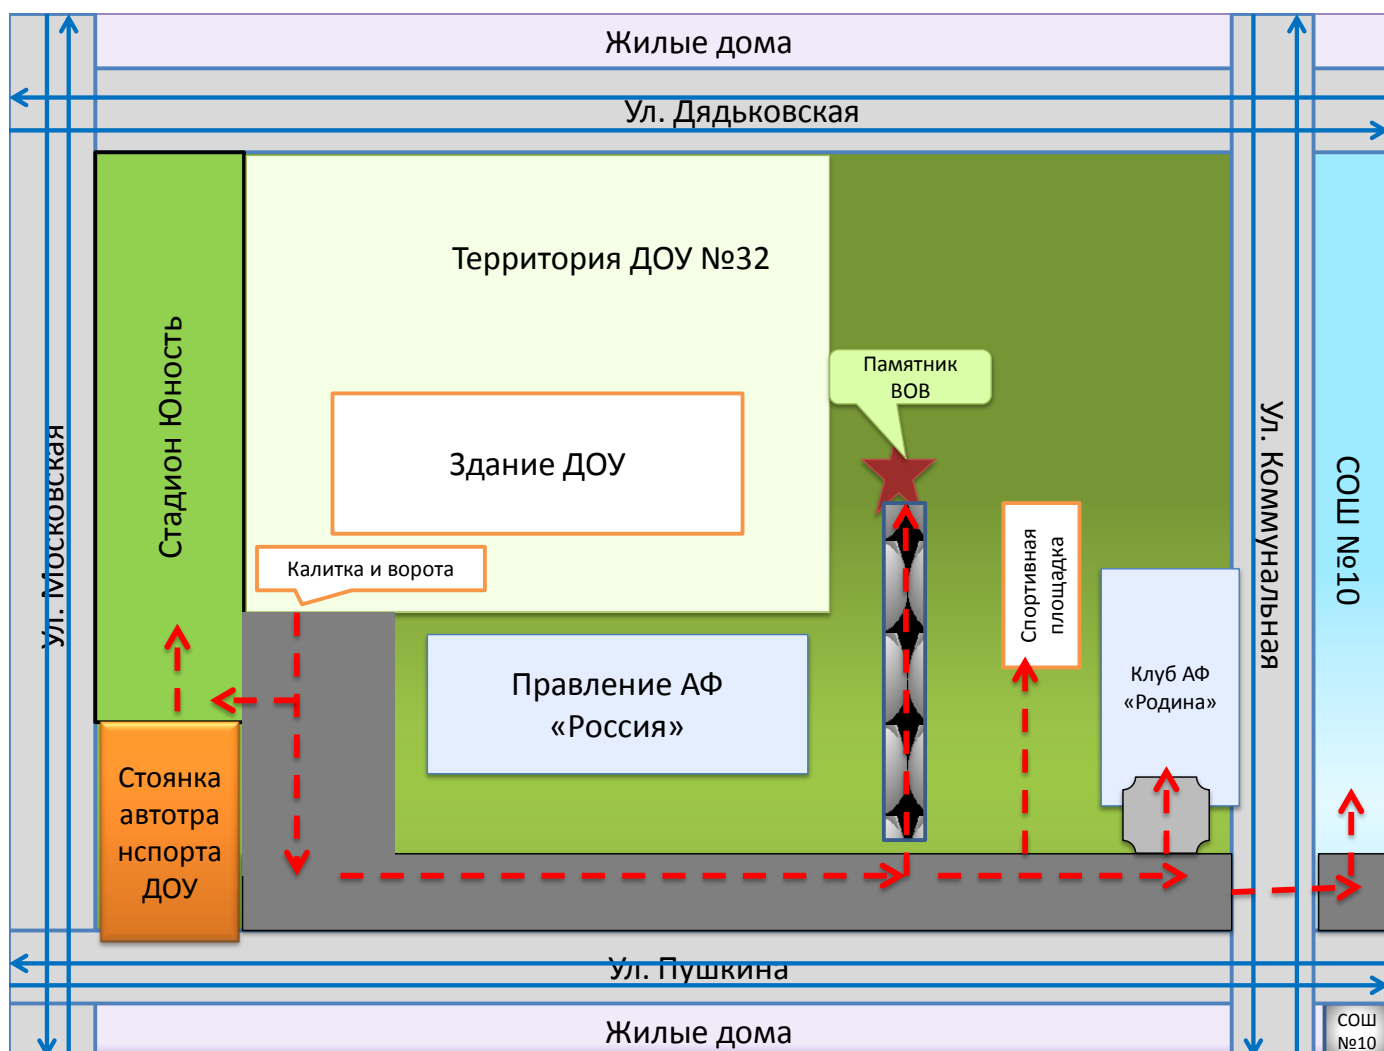 Жилые дома
Ул. Дядьковская
Территория ДОУ №32
Стадион Юность
Памятник
ВОВ
Здание ДОУ
Ул. Московская
Ул. Коммунальная
СОШ №10
Калитка и ворота
Спортивная
площадка
Правление АФ
«Россия»
Клуб АФ
«Родина»
Стоянка
автотра
нспорта
ДОУ
Ул. Пушкина
Жилые дома
СОШ
№10